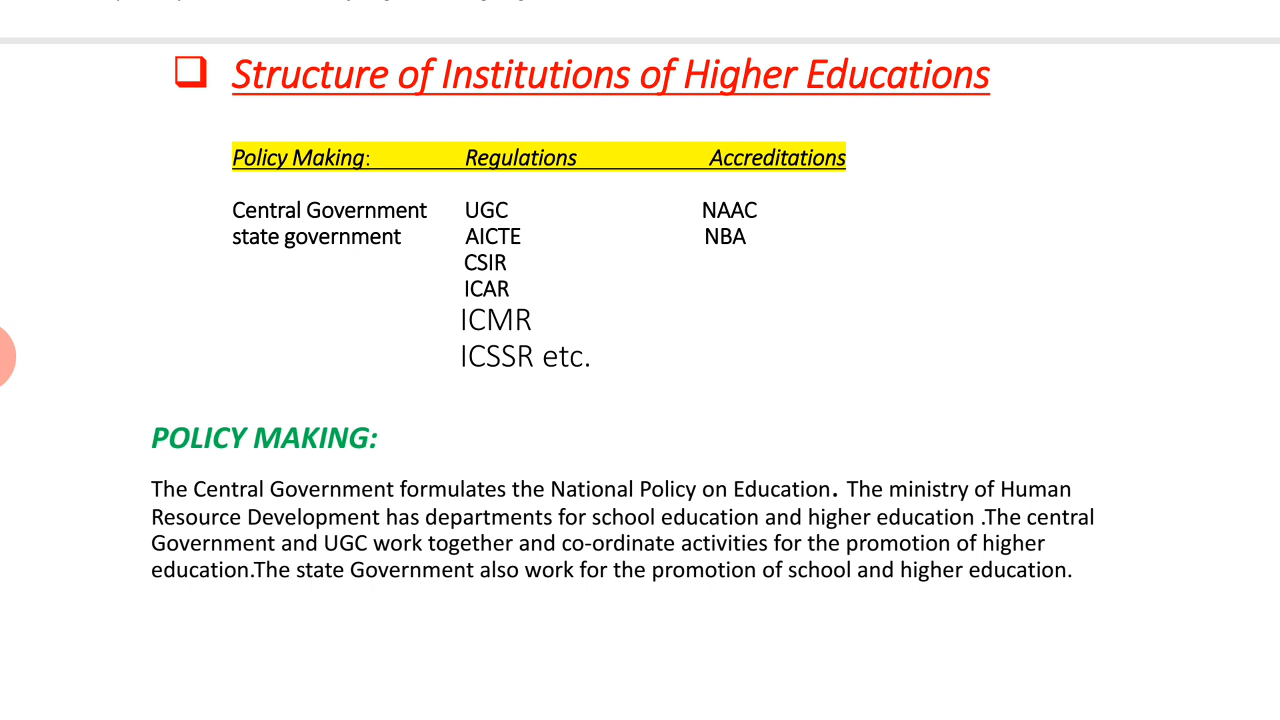 ❑ Structure of Institutions of Higher Educations
Policy Making: Regulations Accreditations
Central Government UGC NAAC
state government AICTE NBA
CSIR
ICAR
ICMR
ICSSR etc.
POLICY MAKING:
The Central Government formulates the National Policy on Education. The ministry of Human
Resource Development has departments for school education and higher education .The central
Government and UGC work together and co-ordinate activities for the promotion of higher
education.The state Government also work for the promotion of school and higher education.